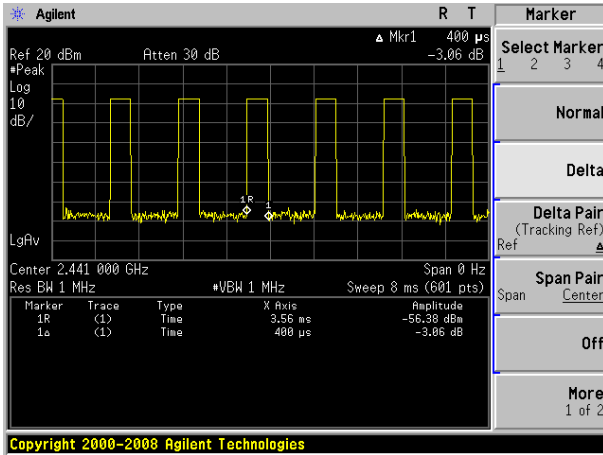 Agilent R T Marker
▵ Mkr1 400 µs
Ref 20 dBm Atten 30 dB -3.06 dB
#Peak
Log
10
dB/
1R 1
LgAv
Center 2.441 000 GHz Span 0 Hz
Res BW 1 MHz #VBW 1 MHz Sweep 8 ms (601 pts)
Marker Trace Type X Axis Amplitude
1R (1) Time 3.56 ms -56.38 dBm
1▵ (1) Time 400 µs -3.06 dB
Select Marker
1 2 3 4
Normal
Delta
Delta Pair
(Tracking Ref)
Ref ▵
Span Pair
Span Center
Off
More
1 of 2
Copyright 2000-2008 Agilent Technologies